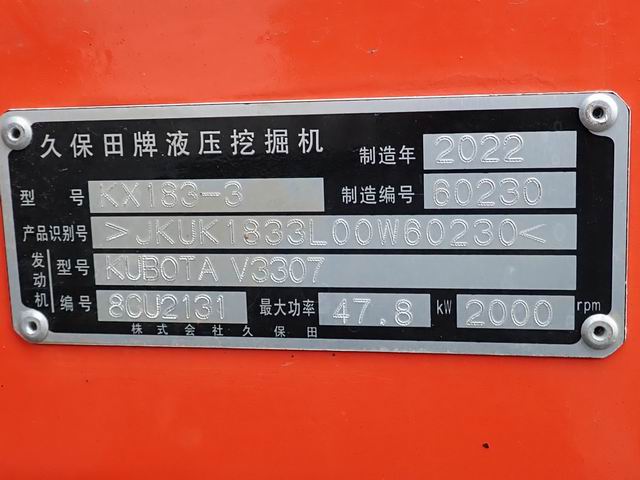 久保田牌液压挖掘机 制造年 2022
型号 KX183-3 制造编号 60230
产品识别号 >JKUK1833L00W60230<
发动机 型号 KUBOTA V3307
编号 8CU2131 最大功率 47.8 kW 2000 rpm
株式会社久保田